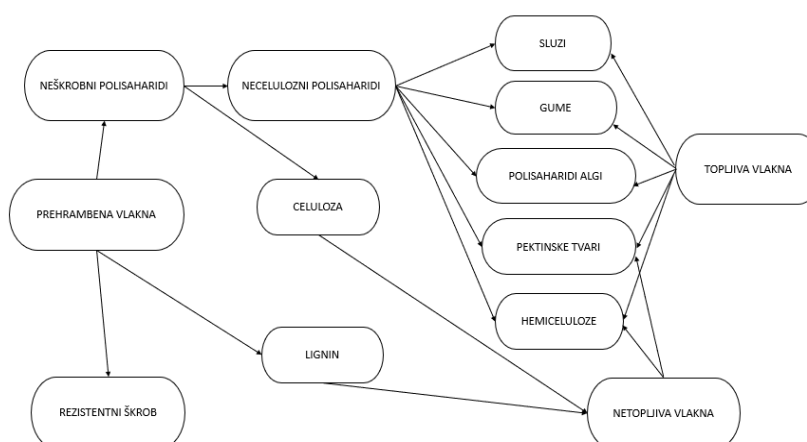 SLUZI
NEŠKROBNI POLISAHARIDI
NECELULOZNI POLISAHARIDI
GUME
POLISAHARIDI ALGI
TOPLJIVA VLAKNA
PREHRAMBENA VLAKNA
CELULOZA
PEKTINSKE TVARI
HEMICELULOZE
LIGNIN
REZISTENTNI ŠKROB
NETOPLJIVA VLAKNA